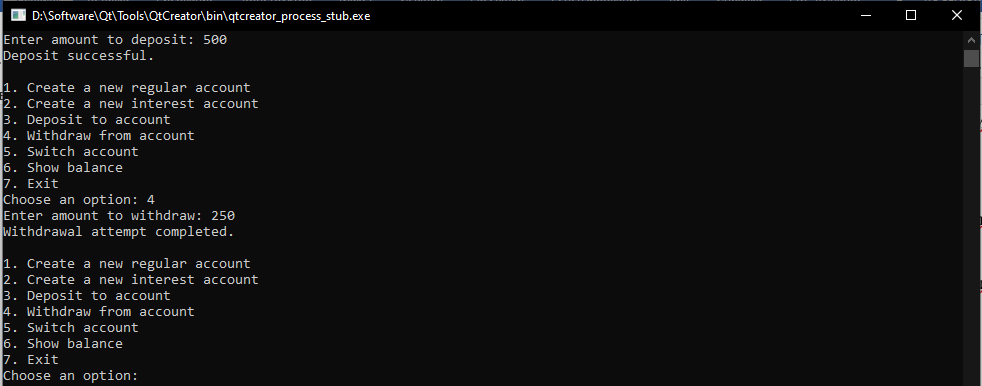 D:\Software\Qt\Tools\QtCreator\bin\qtcreator_process_stub.exe
Enter amount to deposit: 500
Deposit successful.
1. Create a new regular account
2. Create a new interest account
3. Deposit to account
4. Withdraw from account
5. Switch account
6. Show balance
7. Exit
Choose an option: 4
Enter amount to withdraw: 250
Withdrawal attempt completed.
1. Create a new regular account
2. Create a new interest account
3. Deposit to account
4. Withdraw from account
5. Switch account
6. Show balance
7. Exit
Choose an option: